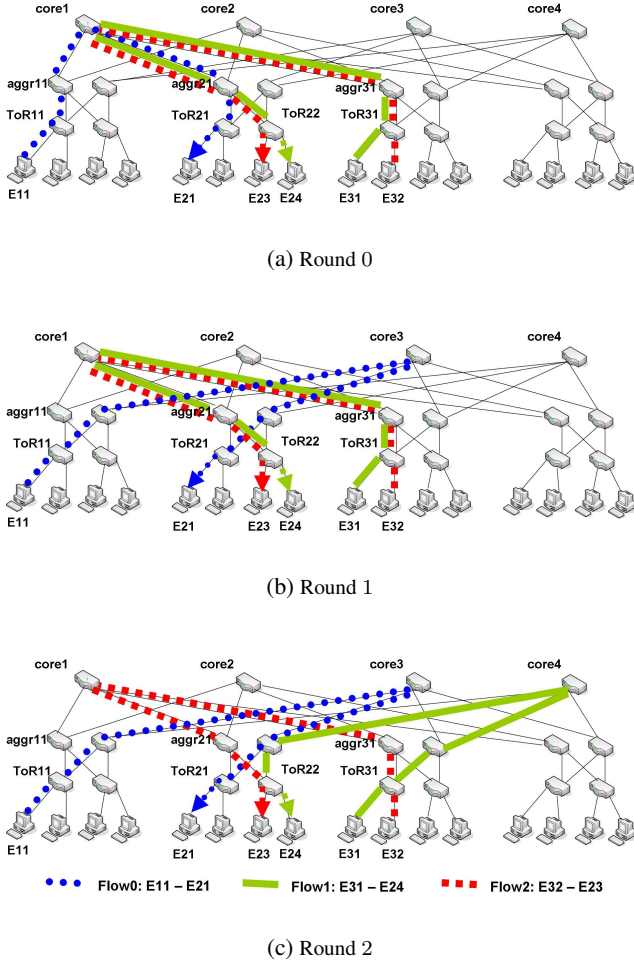 core1 core2 core3 core4
aggr11 aggr21 aggr31
ToR11 ToR21 ToR22 ToR31
E11 E21 E23 E24 E31 E32
(a) Round 0
core1 core2 core3 core4
aggr11 aggr21 aggr31
ToR11 ToR21 ToR22 ToR31
E11 E21 E23 E24 E31 E32
(b) Round 1
core1 core2 core3 core4
aggr11 aggr21 aggr31
ToR11 ToR21 ToR22 ToR31
E11 E21 E23 E24 E31 E32
Flow0: E11 – E21 Flow1: E31 – E24 Flow2: E32 – E23
(c) Round 2